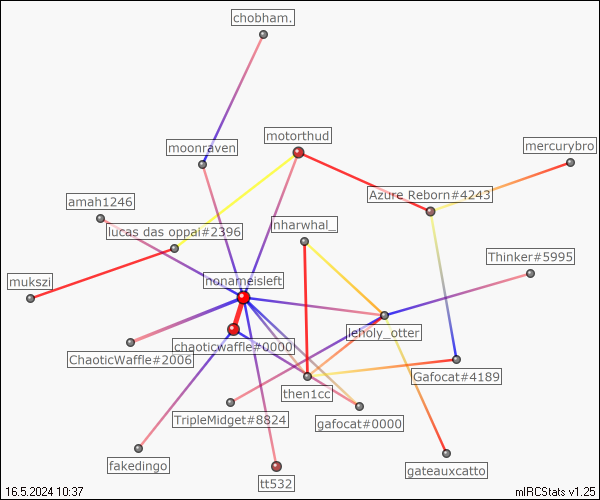 chobham.
moonraven
motorthud
mercurybro
amah1246
Azure Reborn#4243
lucas das oppai#2396
nharwhal_
Thinker#5995
mukszi
nonameisleft
leholy_otter
chaoticwaffle#0000
ChaoticWaffle#2006
Gafocat#4189
then1cc
TripleMidget#8824
gafocat#0000
fakedingo
gateauxcatto
tt532
16.5.2024 10:37
mIRCStats v1.25